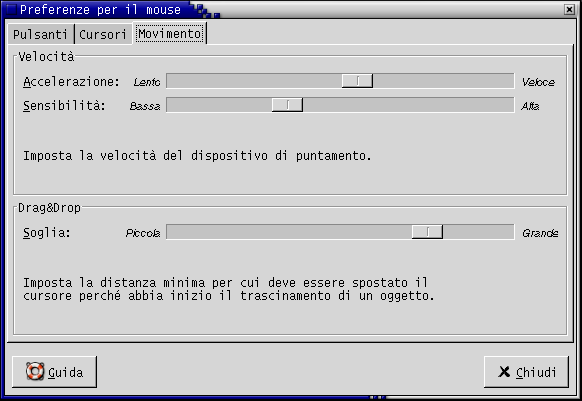 Preferenze per il mouse
Pulsanti Cursori Movimento
Velocità
Accelerazione: Lento Veloce
Sensibilità: Bassa Alta
Imposta la velocità del dispositivo di puntamento.
Drag&Drop
Soglia: Piccola Grande
Imposta la distanza minima per cui deve essere spostato il
cursore perché abbia inizio il trascinamento di un oggetto.
Guida Chiudi